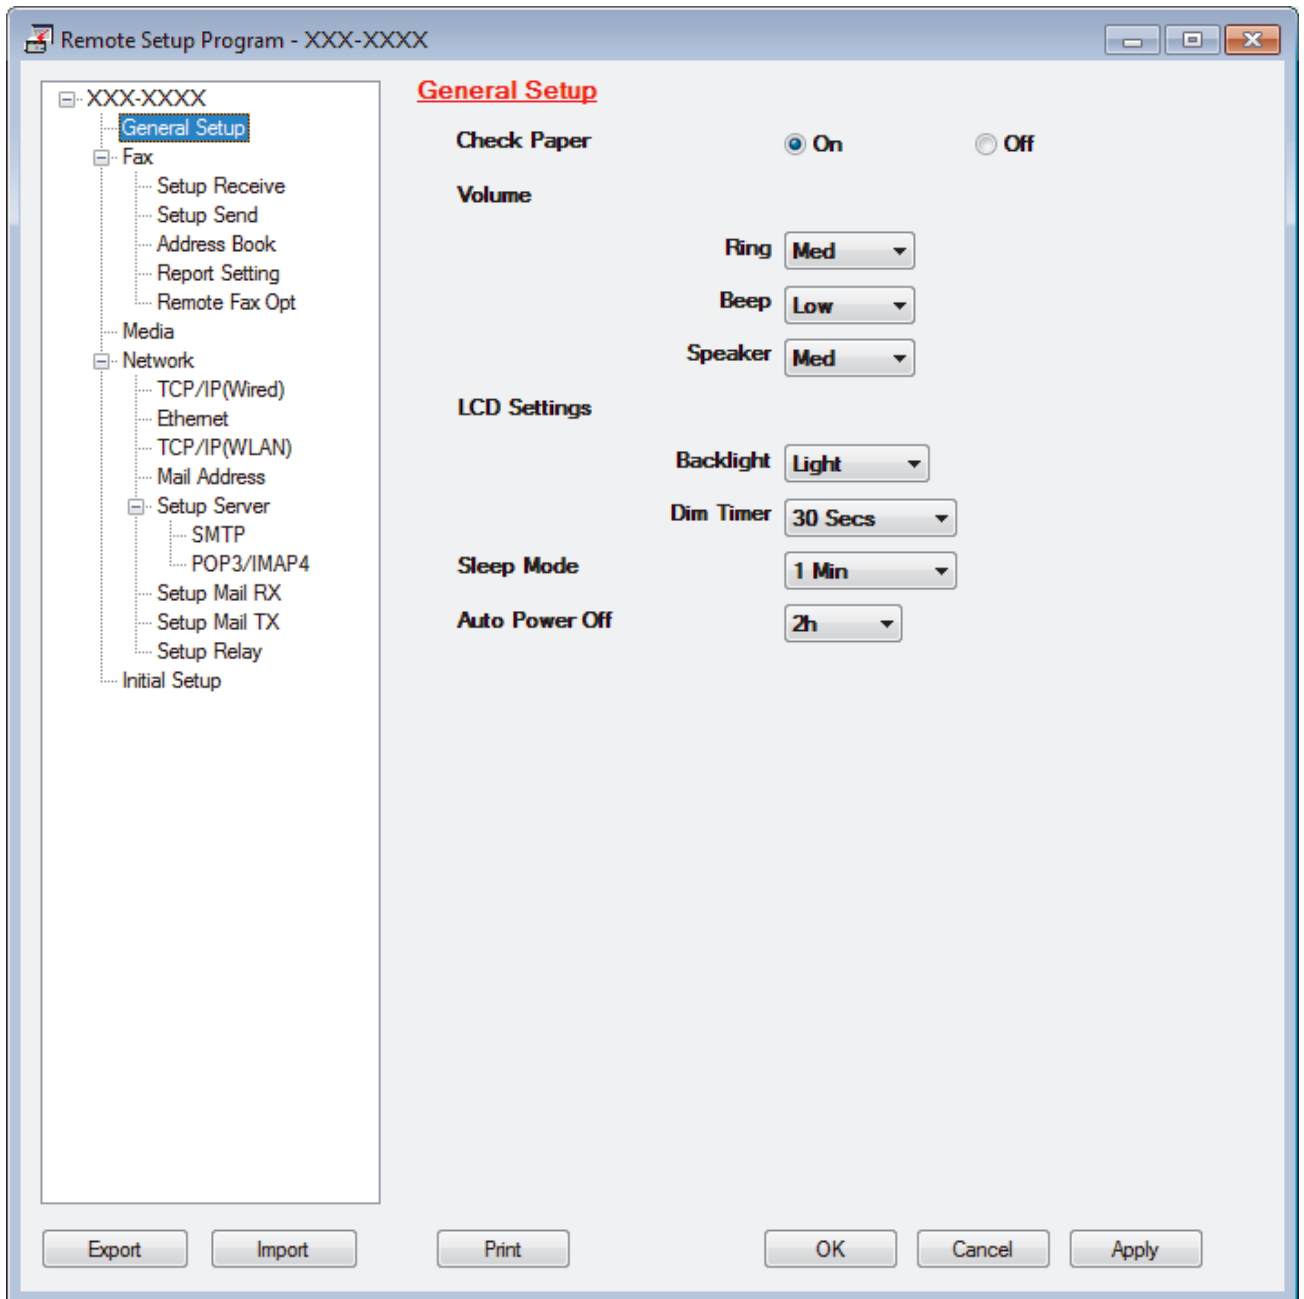 Remote Setup Program - XXX-XXXX
XXX-XXXX
General Setup
Fax
Setup Receive
Setup Send
Address Book
Report Setting
Remote Fax Opt
Media
Network
TCP/IP(Wired)
Ethernet
TCP/IP(WLAN)
Mail Address
Setup Server
SMTP
POP3/IMAP4
Setup Mail RX
Setup Mail TX
Setup Relay
Initial Setup
General Setup
Check Paper On Off
Volume
Ring Med
Beep Low
Speaker Med
LCD Settings
Backlight Light
Dim Timer 30 Secs
Sleep Mode 1 Min
Auto Power Off 2h
Export Import Print OK Cancel Apply